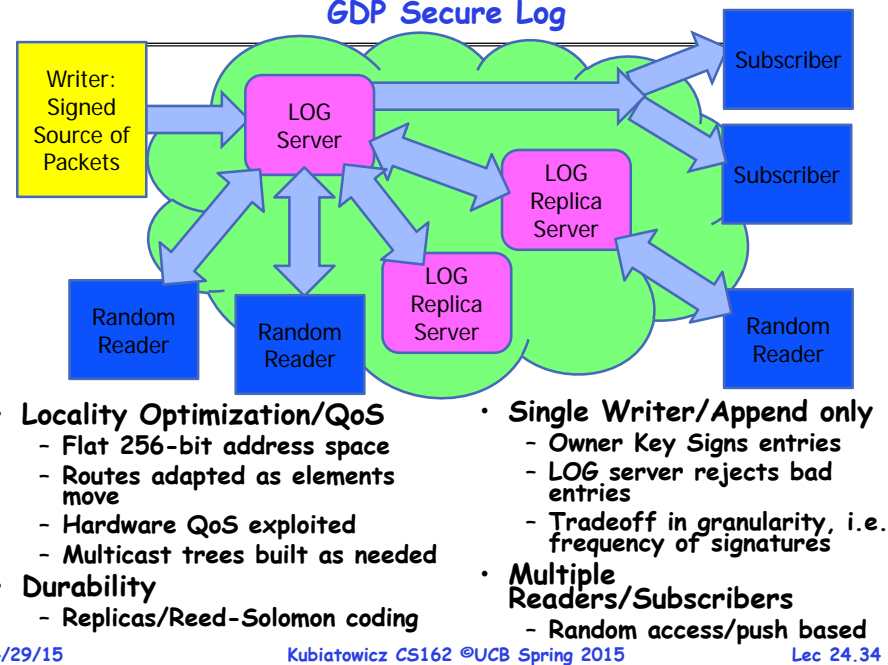 GDP Secure Log
Writer:
Signed
Source of
Packets
LOG
Server
Subscriber
Subscriber
LOG
Replica
Server
LOG
Replica
Server
Random
Reader
Random
Reader
Random
Reader
• Locality Optimization/QoS
– Flat 256-bit address space
– Routes adapted as elements
move
– Hardware QoS exploited
– Multicast trees built as needed
• Durability
– Replicas/Reed-Solomon coding
• Single Writer/Append only
– Owner Key Signs entries
– LOG server rejects bad
entries
– Tradeoff in granularity, i.e.
frequency of signatures
• Multiple
Readers/Subscribers
– Random access/push based
/29/15
Kubiatowicz CS162 ©UCB Spring 2015
Lec 24.34